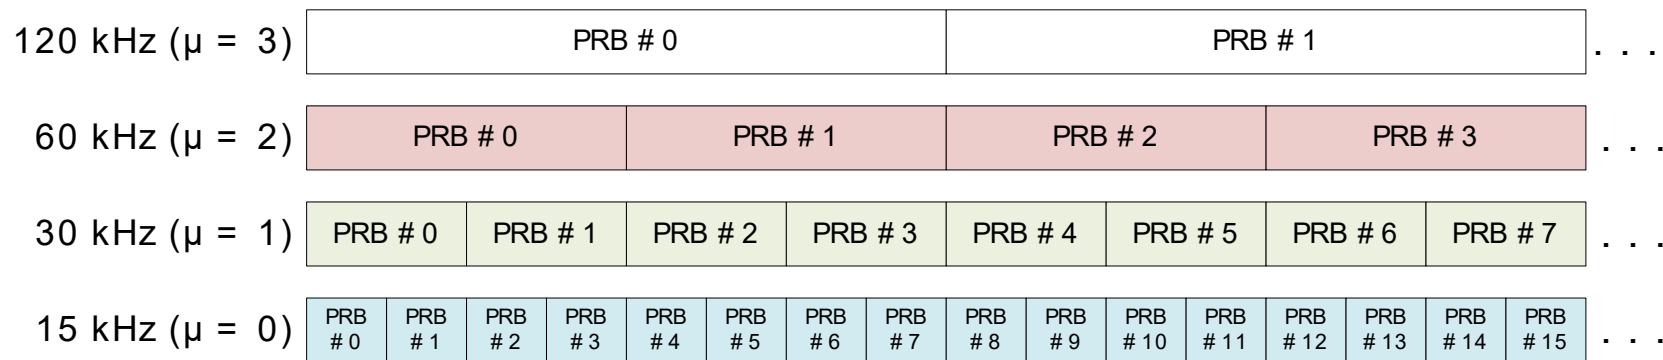 120 kHz (μ = 3) PRB # 0 PRB # 1 . . .
60 kHz (μ = 2) PRB # 0 PRB # 1 PRB # 2 PRB # 3 . . .
30 kHz (μ = 1) PRB # 0 PRB # 1 PRB # 2 PRB # 3 PRB # 4 PRB # 5 PRB # 6 PRB # 7 . . .
15 kHz (μ = 0) PRB # 0 PRB # 1 PRB # 2 PRB # 3 PRB # 4 PRB # 5 PRB # 6 PRB # 7 PRB # 8 PRB # 9 PRB # 10 PRB # 11 PRB # 12 PRB # 13 PRB # 14 PRB # 15 . . .